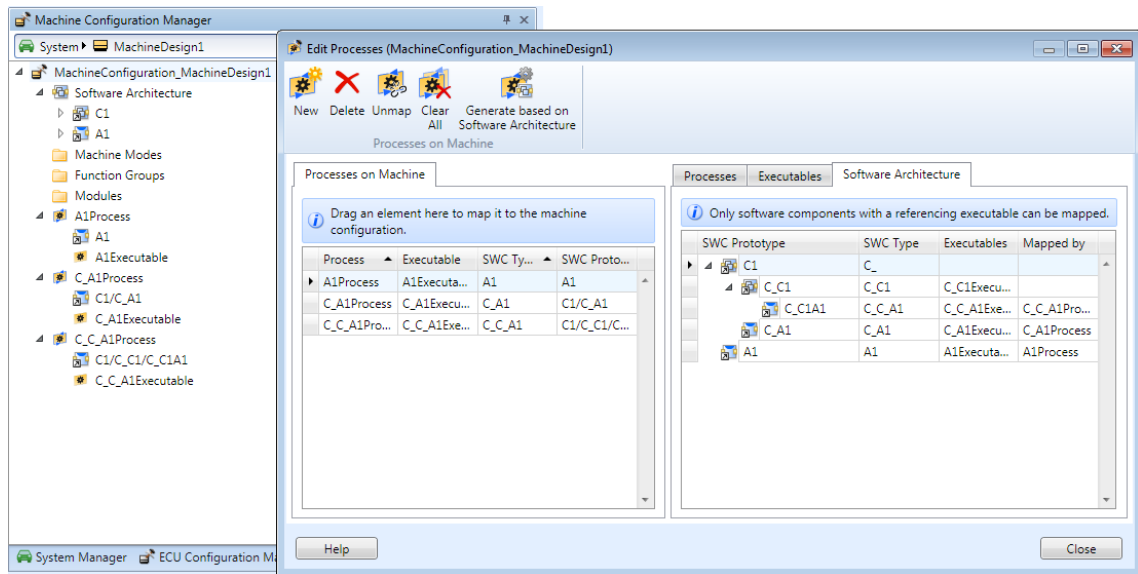 Machine Configuration Manager
System MachineDesign1
MachineConfiguration_MachineDesign1
Software Architecture
C1
A1
Machine Modes
Function Groups
Modules
A1Process
A1
A1Executable
C_A1Process
C1/C_A1
C_A1Executable
C_C_A1Process
C1/C_C1/C_C1A1
C_C_A1Executable
System Manager ECU Configuration Ma
Edit Processes (MachineConfiguration_MachineDesign1)
New Delete Unmap Clear All Generate based on Software Architecture
Processes on Machine
Processes on Machine
Drag an element here to map it to the machine
configuration.
Process Executable SWC Ty... SWC Proto...
A1Process A1Executa... A1 A1
C_A1Process C_A1Execu... C_A1 C1/C_A1
C_C_A1Pro... C_C_A1Exe... C_C_A1 C1/C_C1/C...
Processes Executables Software Architecture
Only software components with a referencing executable can be mapped.
SWC Prototype SWC Type Executables Mapped by
C1 C_
C_C1 C_C1 C_C1Execu...
C_C1A1 C_C_A1 C_C_A1Exe... C_C_A1Pro...
C_A1 C_A1 C_A1Execu... C_A1Process
A1 A1 A1Executa... A1Process
Help Close